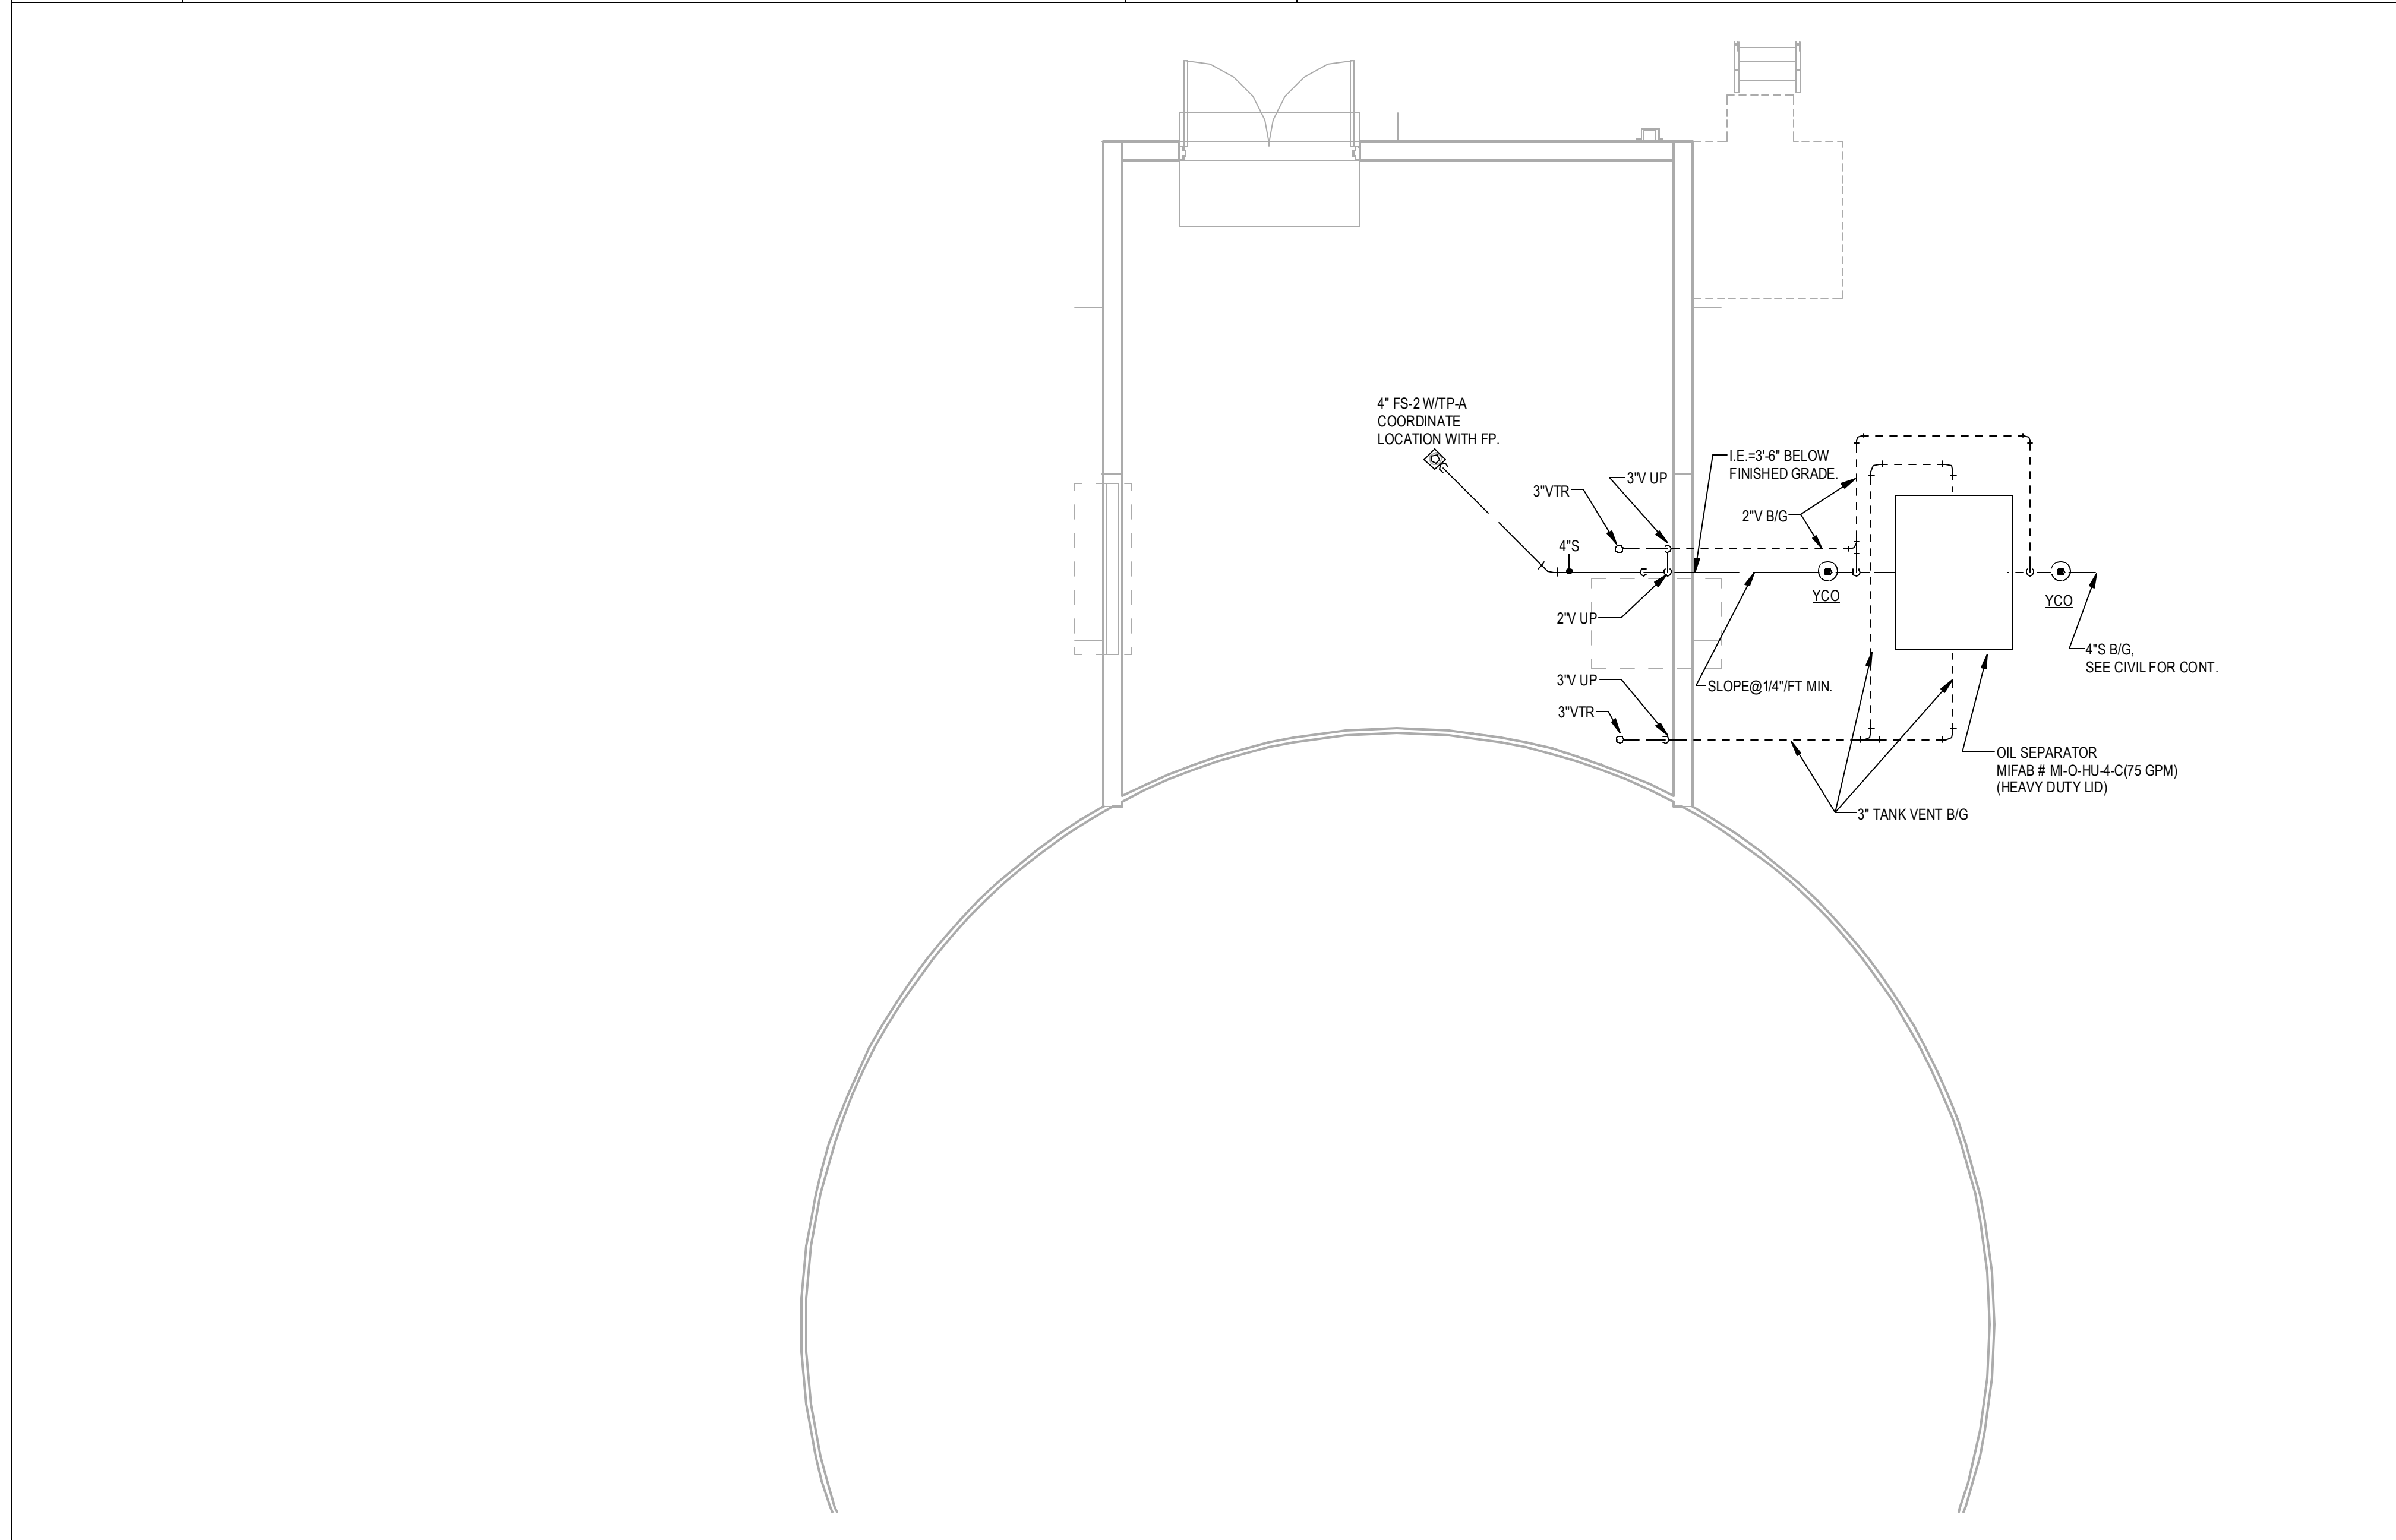 4" FS-2 W/TP-A
COORDINATE
LOCATION WITH FP.
I.E.=3'-6" BELOW
FINISHED GRADE.
3"V UP
3"VTR
2"V B/G
4"S
YCO
YCO
2"V UP
4"S B/G,
SEE CIVIL FOR CONT.
3"V UP
SLOPE@1/4"/FT MIN.
3"VTR
OIL SEPARATOR
MIFAB # MI-O-HU-4-C(75 GPM)
(HEAVY DUTY LID)
3" TANK VENT B/G